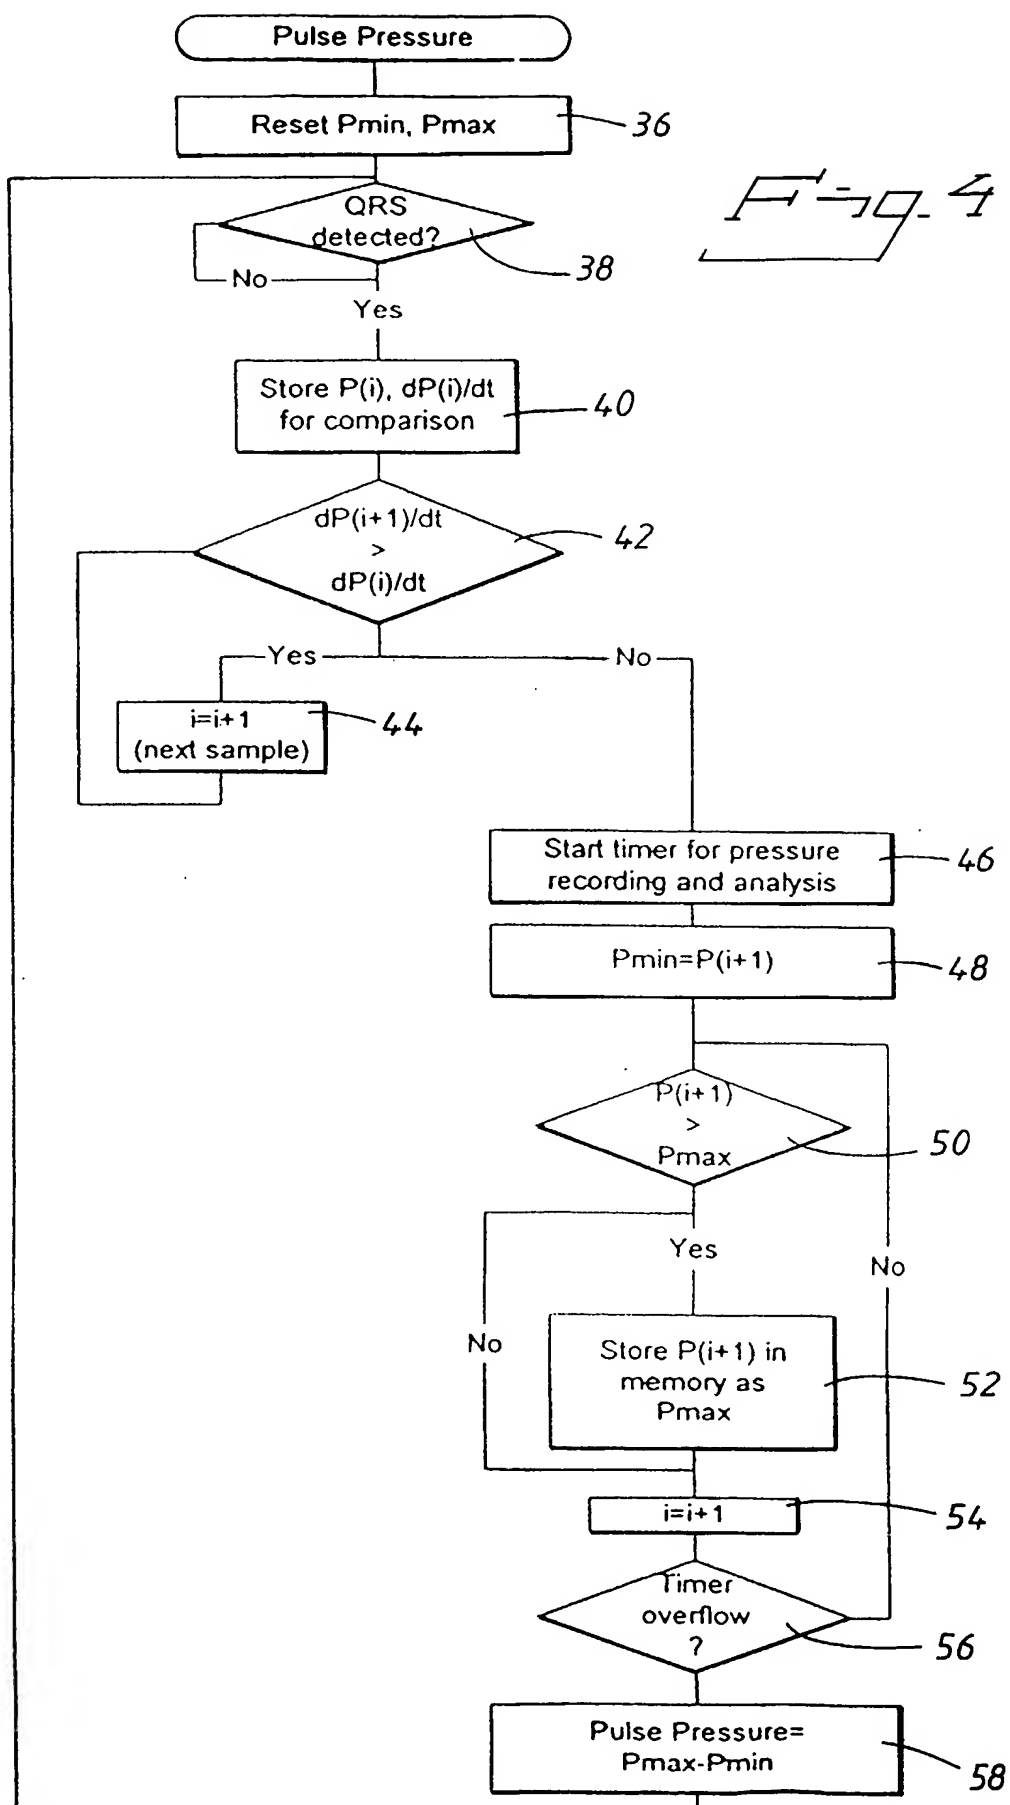 Pulse Pressure
Reset Pmin, Pmax
36
Fig. 4
QRS
detected?
38
No
Yes
Store P(i), dP(i)/dt
for comparison
40
dP(i+1)/dt
>
dP(i)/dt
42
Yes
No
i=i+1
(next sample)
44
Start timer for pressure
recording and analysis
46
Pmin=P(i+1)
48
P(i+1)
>
Pmax
50
Yes
No
No
Store P(i+1) in
memory as
Pmax
52
i=i+1
54
Timer
overflow
?
56
Pulse Pressure=
Pmax-Pmin
58